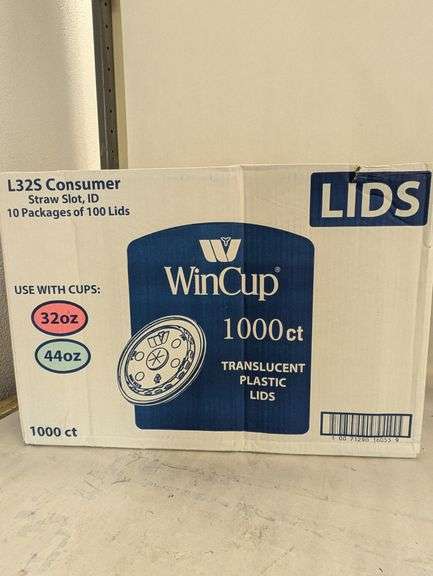 L32S Consumer
Straw Slot, ID
10 Packages of 100 Lids
LIDS
WinCup®
1000 ct
TRANSLUCENT
PLASTIC
LIDS
USE WITH CUPS:
32oz
44oz
1000 ct